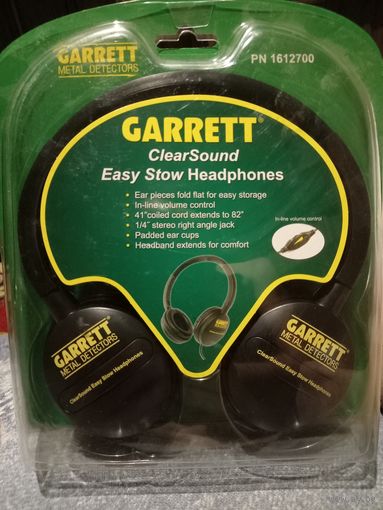 GARRETT
METAL DETECTORS
PN 1612700
GARRETT®
ClearSound
Easy Stow Headphones
• Ear pieces fold flat for easy storage
• In-line volume control
• 41" coiled cord extends to 82"
• 1/4" stereo right angle jack
• Padded ear cups
• Headband extends for comfort
In-line volume control
GARRETT
METAL DETECTORS
ClearSound Easy Stow Headphones
GARRETT
METAL DETECTORS
ClearSound Easy Stow Headphones